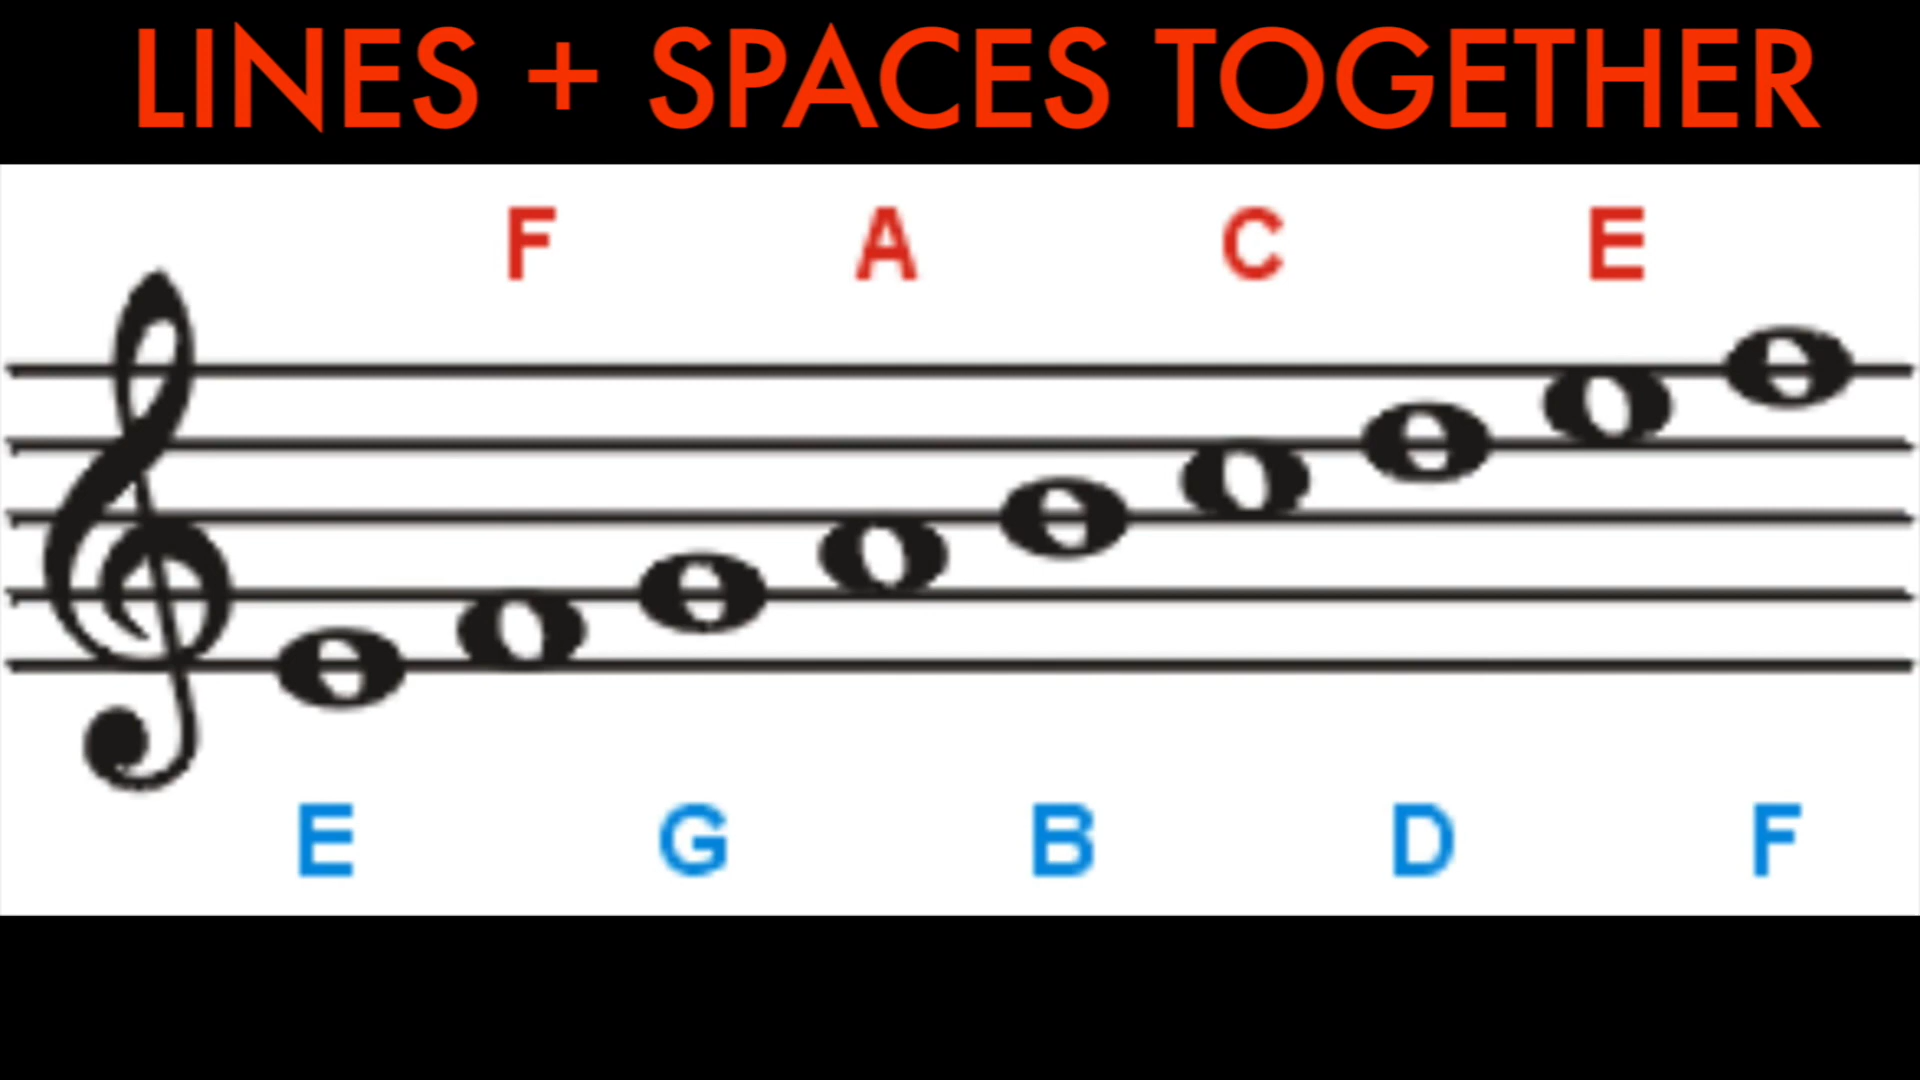 LINES + SPACES TOGETHER
F A C E
E G B D F